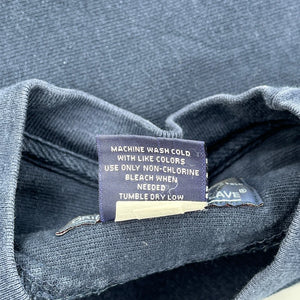 MACHINE WASH COLD
WITH LIKE COLORS
USE ONLY NON-CHLORINE
BLEACH WHEN
NEEDED
TUMBLE DRY LOW